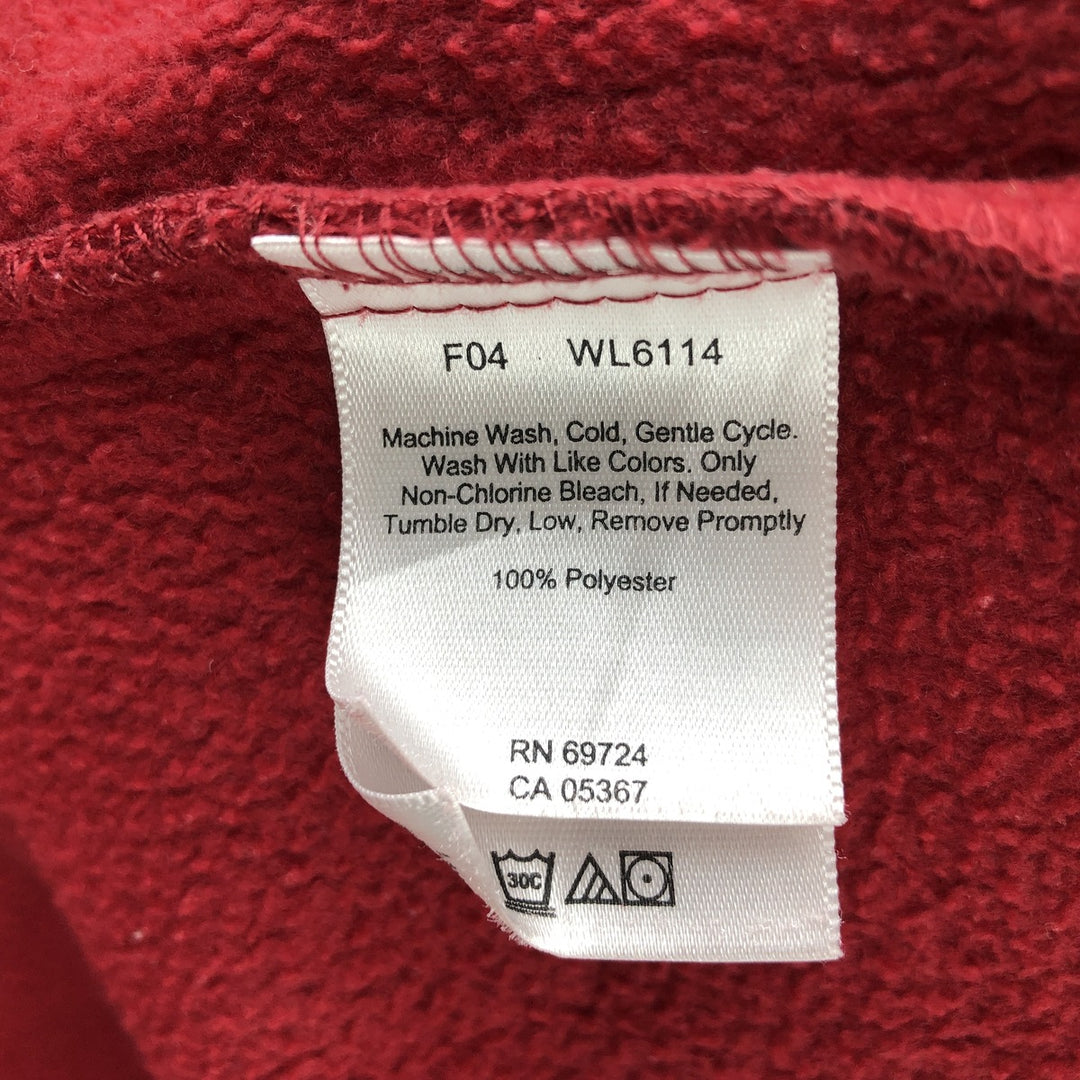 F04 WL6114
Machine Wash, Cold, Gentle Cycle.
Wash With Like Colors. Only
Non-Chlorine Bleach, If Needed,
Tumble Dry, Low, Remove Promptly
100% Polyester
RN 69724
CA 05367
30C